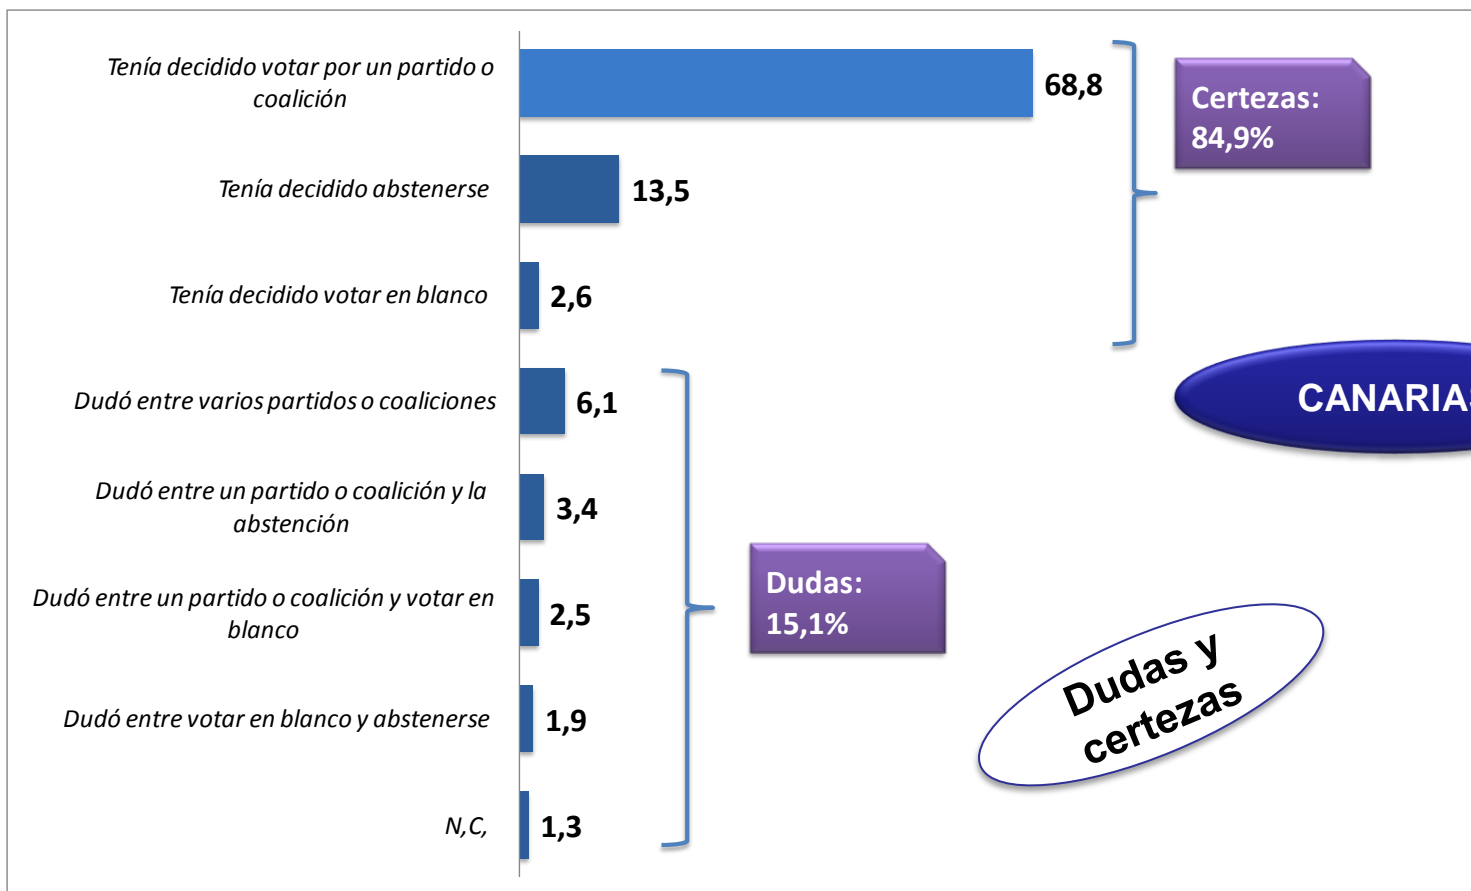 Tenía decidido votar por un partido o
coalición
68,8
Certezas:
84,9%
Tenía decidido abstenerse
13,5
Tenía decidido votar en blanco
2,6
Dudó entre varios partidos o coaliciones
6,1
CANARIAS
Dudó entre un partido o coalición y la
abstención
3,4
Dudas:
15,1%
Dudó entre un partido o coalición y votar en
blanco
2,5
Dudas y
certezas
Dudó entre votar en blanco y abstenerse
1,9
N,C,
1,3